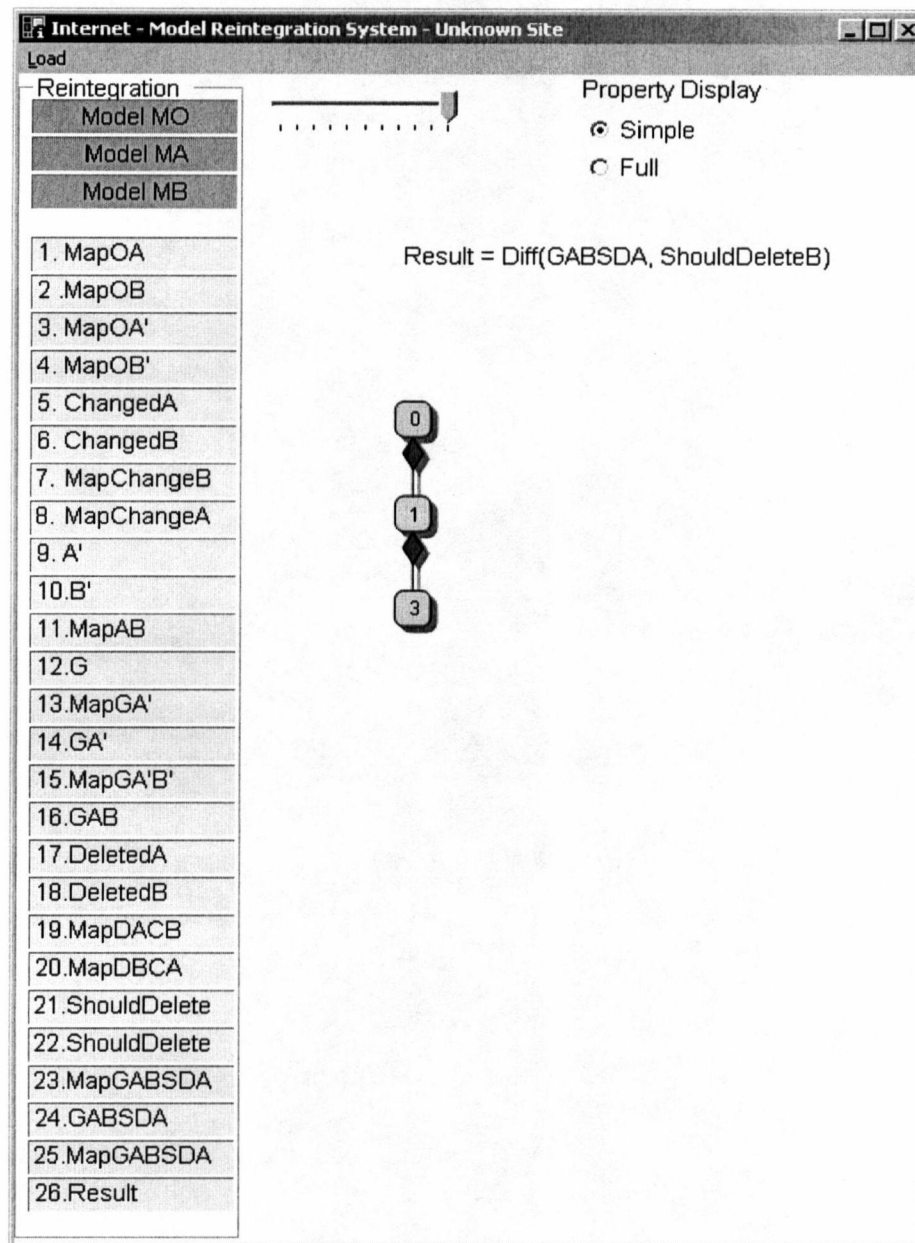 Internet - Model Reintegration System - Unknown Site
Load
Reintegration
Model MO
Model MA
Model MB
1. MapOA
2 .MapOB
3. MapOA'
4. MapOB'
5. ChangedA
6. ChangedB
7. MapChangeB
8. MapChangeA
9. A'
10.B'
11.MapAB
12.G
13.MapGA'
14.GA'
15.MapGA'B'
16.GAB
17.DeletedA
18.DeletedB
19.MapDACB
20.MapDBCA
21.ShouldDelete
22.ShouldDelete
23.MapGABSDA
24.GABSDA
25.MapGABSDA
26.Result
Property Display
Simple
Full
Result = Diff(GABSDA, ShouldDeleteB)
0
1
3